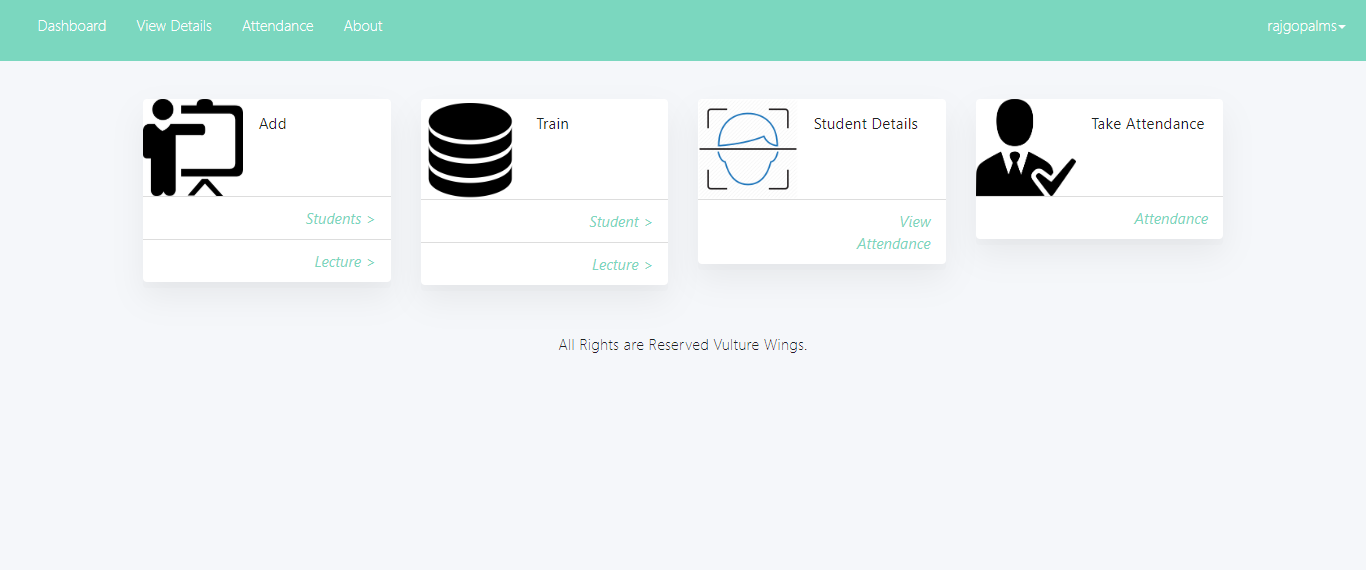 Dashboard View Details Attendance About rajgopalms
Add
Students >
Lecture >
Train
Student >
Lecture >
Student Details
View
Attendance
Take Attendance
Attendance
All Rights are Reserved Vulture Wings.